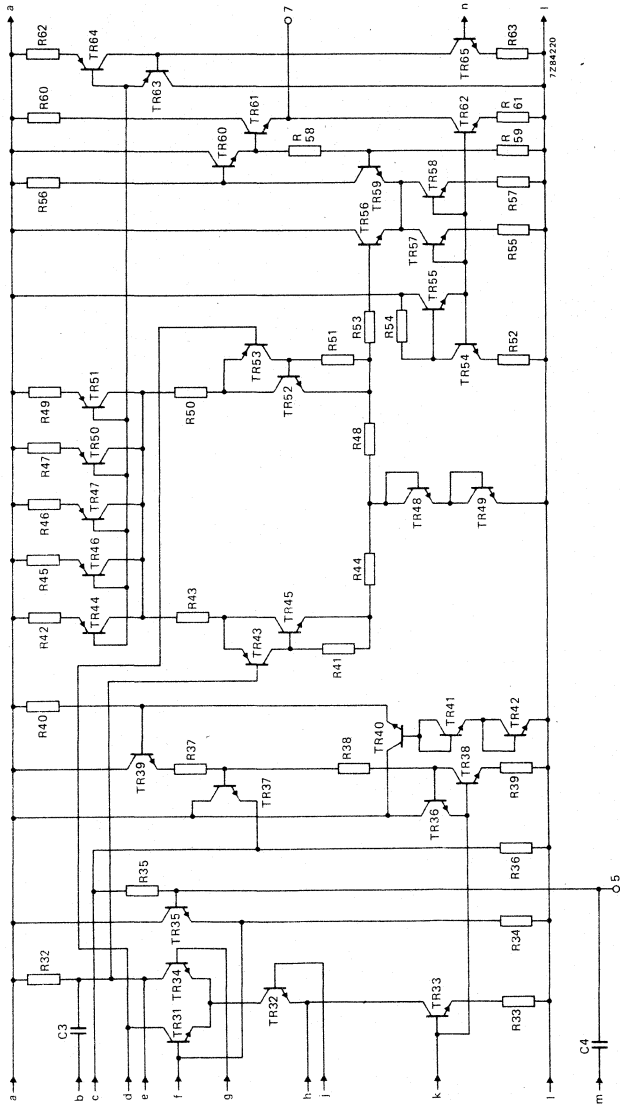 a
b
c
d
e
f
g
h
j
k
l
m
C3
R32
TR31
TR34
TR32
TR33
R33
C4
R35
TR35
R34
5
R36
TR37
R37
TR39
R38
TR36
TR38
R39
R40
TR40
TR41
TR42
R42
TR44
R45
TR46
R46
TR47
R47
TR50
R49
TR51
R43
TR43
TR45
R41
R44
TR48
TR49
R48
R50
TR53
TR52
R51
R53
R54
TR55
TR54
R52
TR56
TR57
R55
R56
TR59
TR58
R57
TR60
R58
R59
R60
TR61
7
TR62
R61
R62
TR64
TR63
TR65
R63
a
n
l
7Z84220